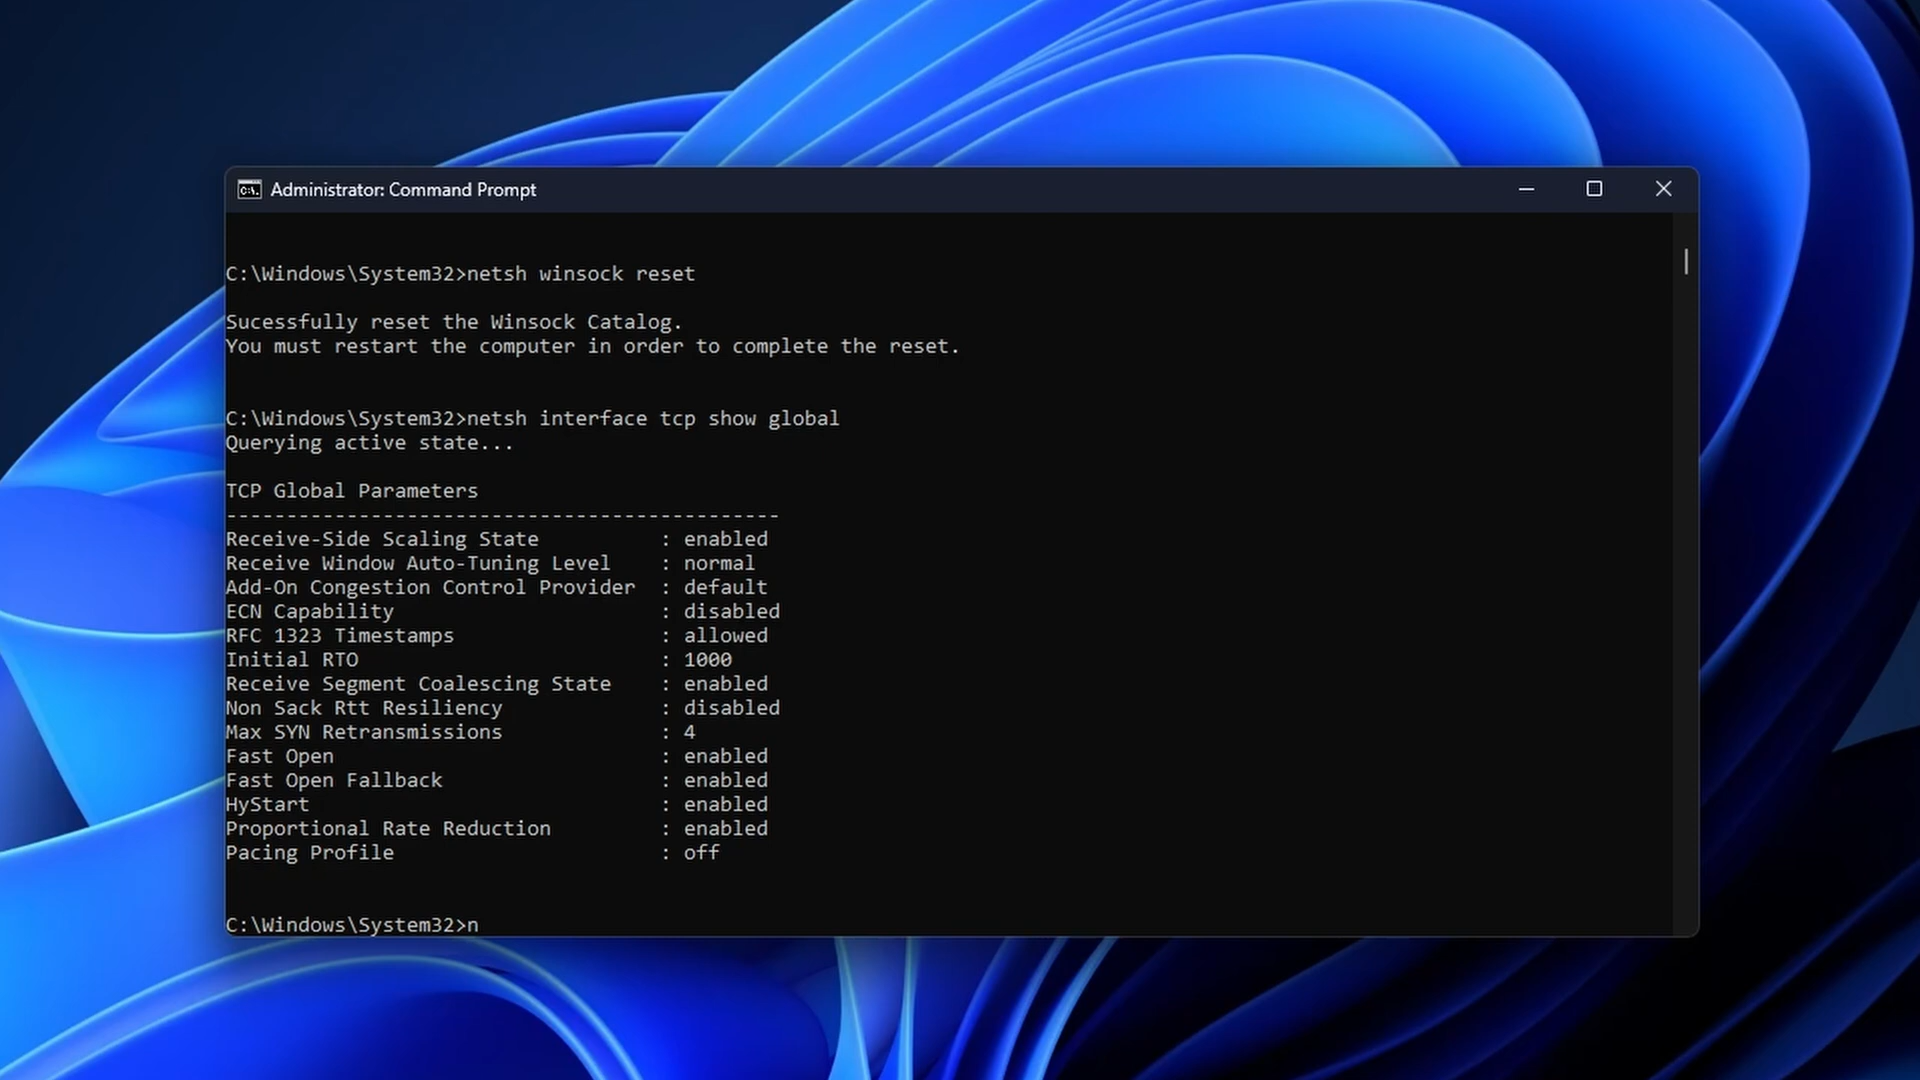 Administrator: Command Prompt
C:\Windows\System32>netsh winsock reset
Sucessfully reset the Winsock Catalog.
You must restart the computer in order to complete the reset.
C:\Windows\System32>netsh interface tcp show global
Querying active state...
TCP Global Parameters
----------------------------------------------
Receive-Side Scaling State          : enabled
Receive Window Auto-Tuning Level    : normal
Add-On Congestion Control Provider  : default
ECN Capability                      : disabled
RFC 1323 Timestamps                 : allowed
Initial RTO                         : 1000
Receive Segment Coalescing State    : enabled
Non Sack Rtt Resiliency             : disabled
Max SYN Retransmissions             : 4
Fast Open                           : enabled
Fast Open Fallback                  : enabled
HyStart                             : enabled
Proportional Rate Reduction         : enabled
Pacing Profile                      : off
C:\Windows\System32>n